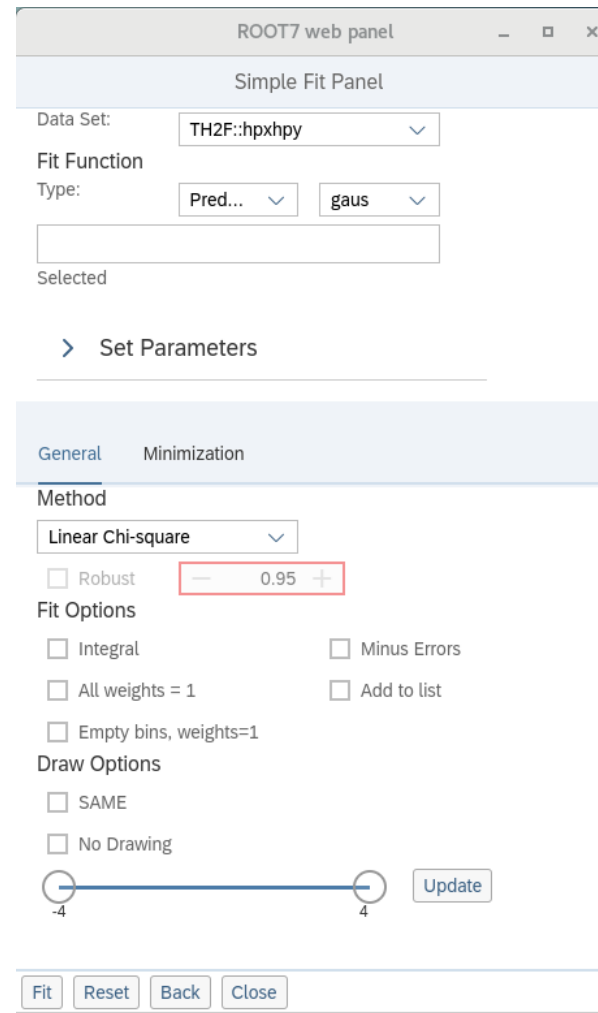 ROOT7 web panel
Simple Fit Panel
Data Set: TH2F::hpxhpy
Fit Function
Type: Pred... gaus
Selected
Set Parameters
General Minimization
Method
Linear Chi-square
Robust 0.95
Fit Options
Integral Minus Errors
All weights = 1 Add to list
Empty bins, weights=1
Draw Options
SAME
No Drawing
Update
-4 4
Fit Reset Back Close